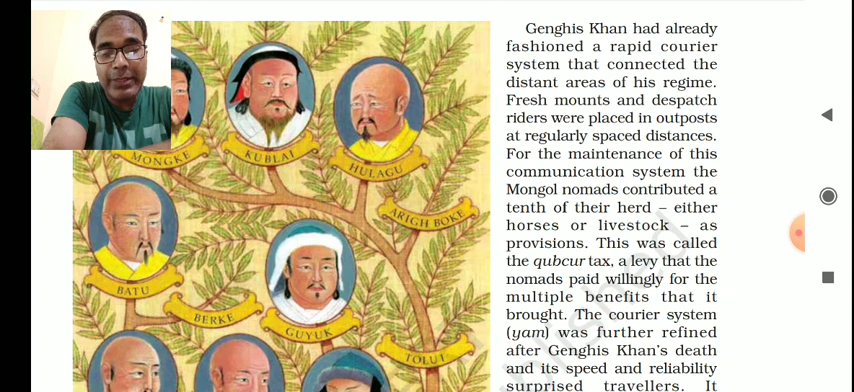 MONGKE
KUBLAI
HULAGU
ARIGH BOKE
BATU
BERKE
GUYUK
TOLUI
Genghis Khan had already
fashioned a rapid courier
system that connected the
distant areas of his regime.
Fresh mounts and despatch
riders were placed in outposts
at regularly spaced distances.
For the maintenance of this
communication system the
Mongol nomads contributed a
tenth of their herd – either
horses or livestock – as
provisions. This was called
the qubcur tax, a levy that the
nomads paid willingly for the
multiple benefits that it
brought. The courier system
(yam) was further refined
after Genghis Khan's death
and its speed and reliability
surprised travellers. It